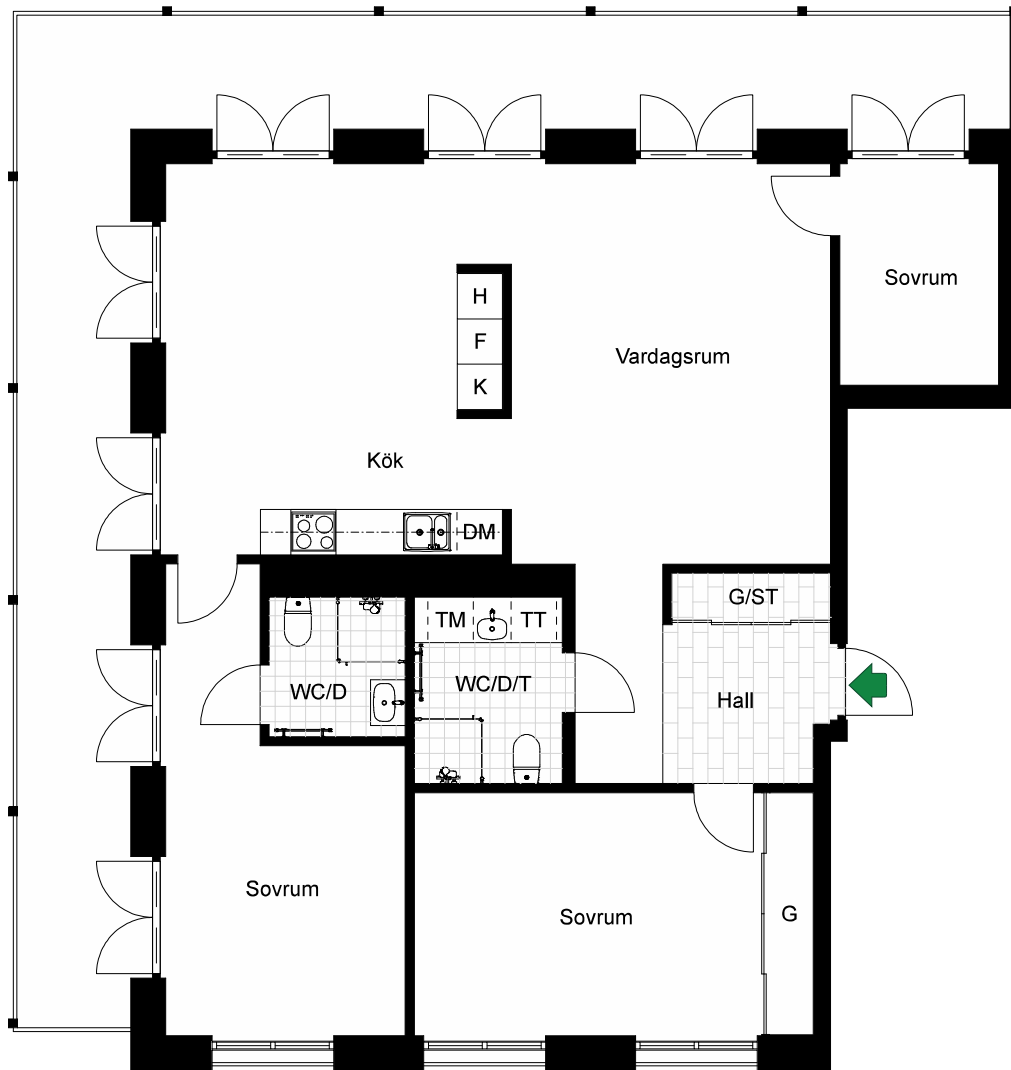 Sovrum
H
F
K
Vardagsrum
Kök
DM
G/ST
TM
TT
WC/D
WC/D/T
Hall
Sovrum
Sovrum
G